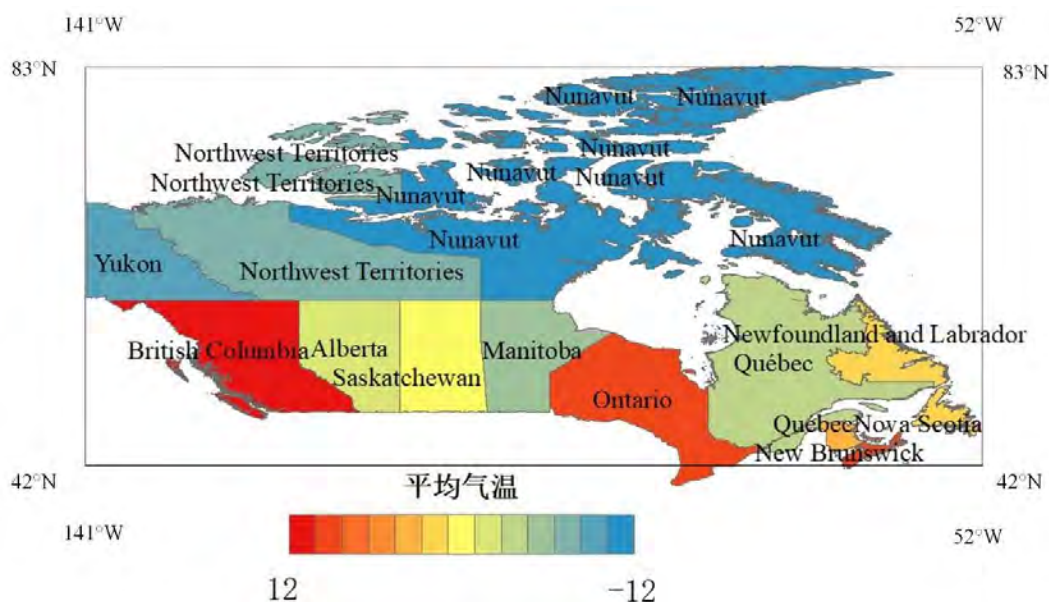 141°W 52°W
83°N 83°N
Nunavut Nunavut
Northwest Territories Nunavut
Nunavut
Northwest Territories Nunavut
Nunavut
Nunavut Nunavut
Yukon Northwest Territories
Newfoundland and Labrador
British Columbia Alberta Manitoba Québec
Saskatchewan
Ontario
Québec Nova Scotia
New Brunswick
42°N 平均气温 42°N
141°W 52°W
12 -12